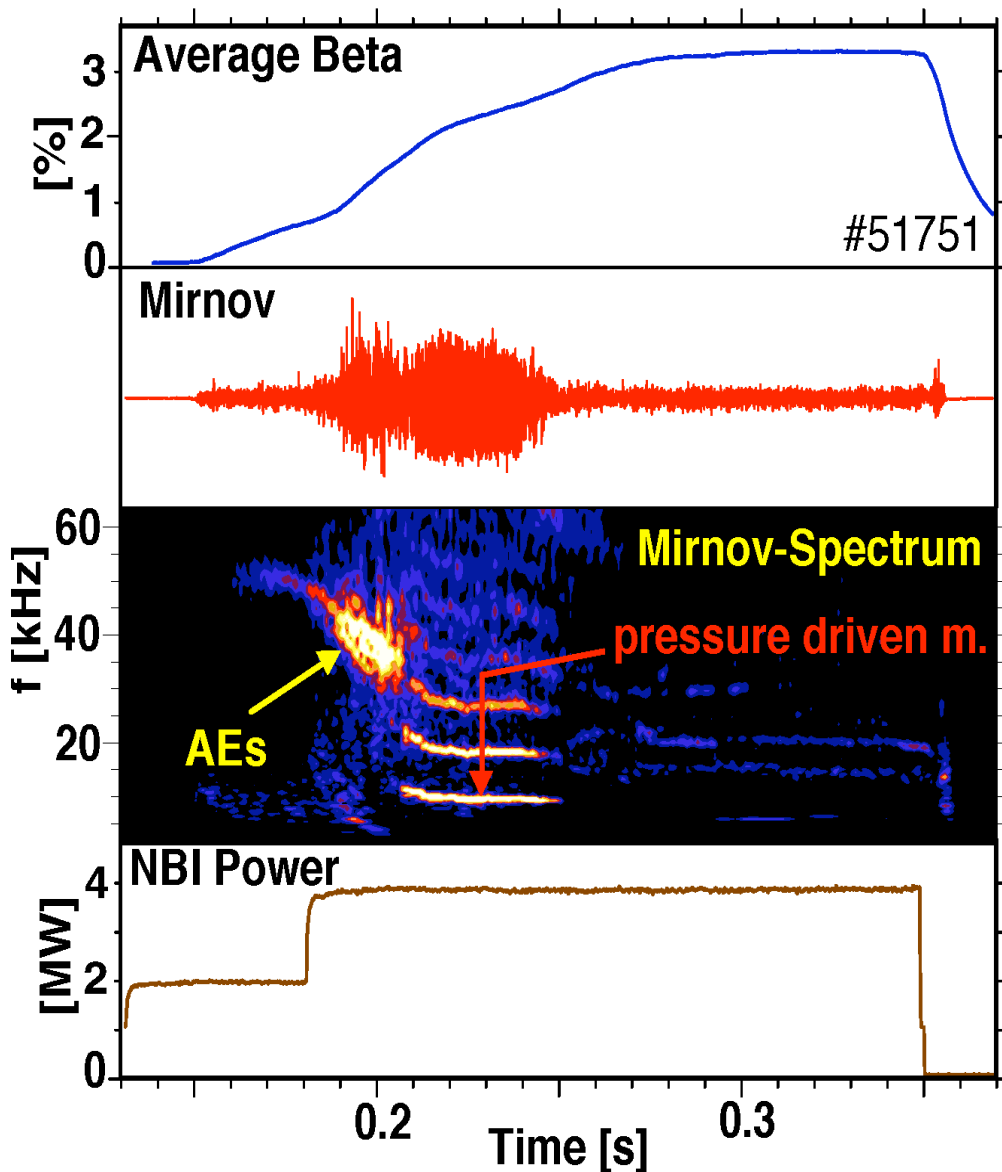 Average Beta
[%]
3
2
1
0
#51751
Mirnov
f [kHz]
60
40
20
Mirnov-Spectrum
pressure driven m.
AEs
NBI Power
[MW]
4
2
0
0.2
0.3
Time [s]